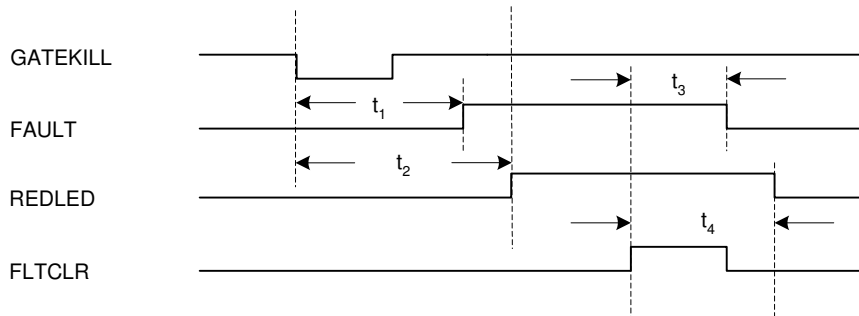 GATEKILL
t3
t1
FAULT
t2
REDLED
t4
FLTCLR